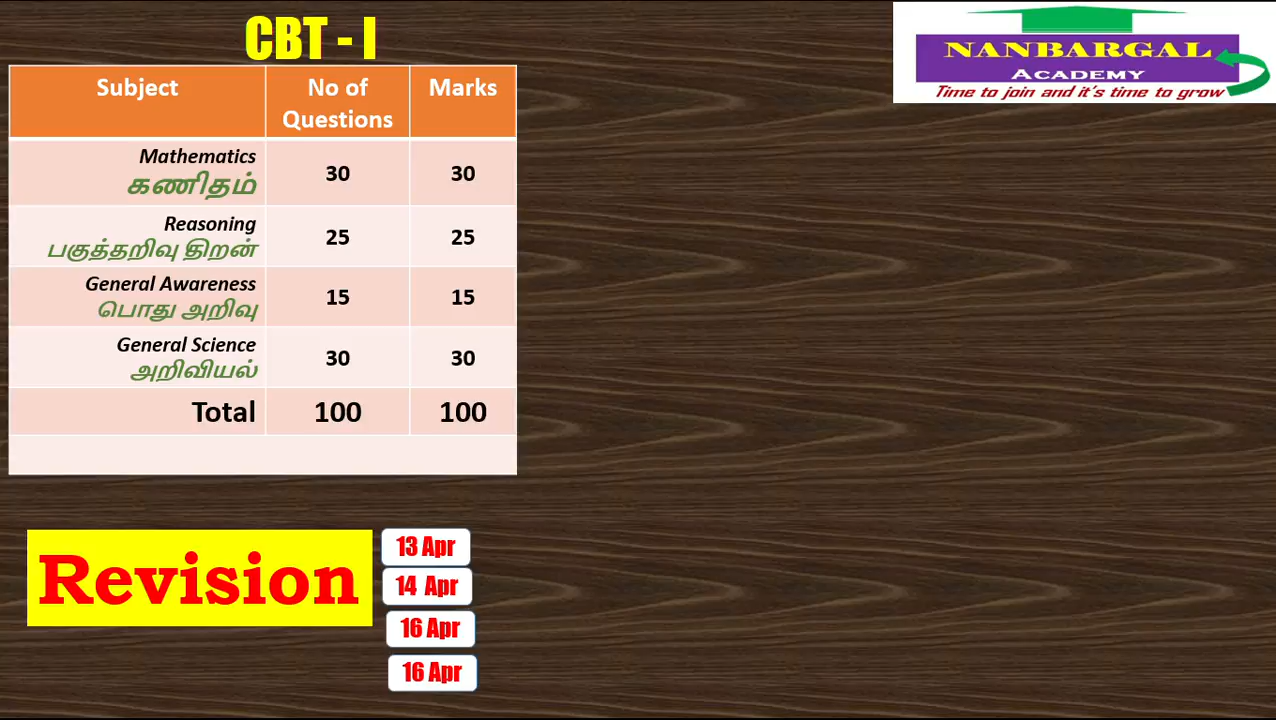 CBT - I
NANBARGAL
ACADEMY
Time to join and it's time to grow
Subject No of Questions Marks
Mathematics
கணிதம் 30 30
Reasoning
பகுத்தறிவு திறன் 25 25
General Awareness
பொது அறிவு 15 15
General Science
அறிவியல் 30 30
Total 100 100
Revision
13 Apr
14 Apr
16 Apr
16 Apr